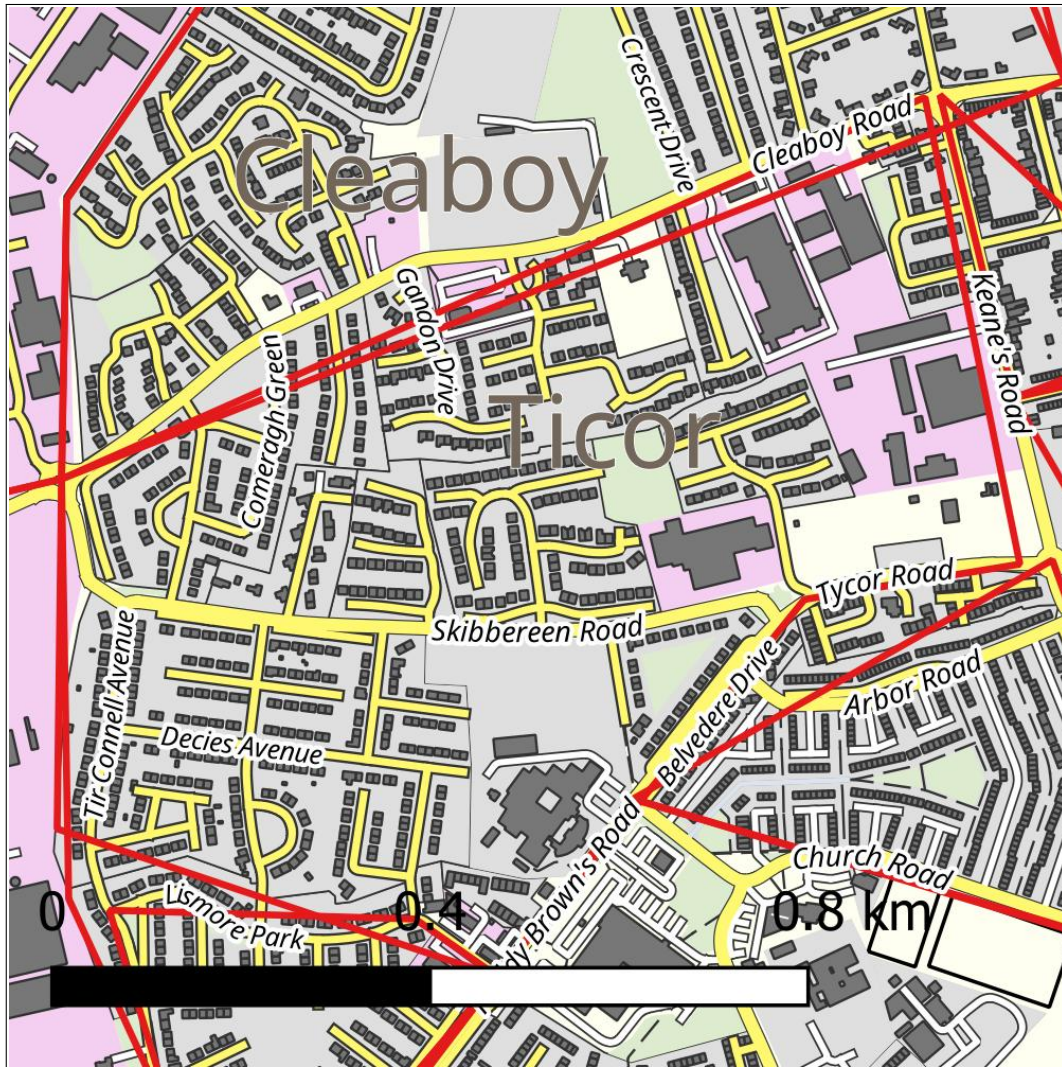 Crescent Drive
Cleaboy Road
Cleaboy
Gandon Drive
Keane's Road
Comeragh Green
Ticor
Tycor Road
Skibbereen Road
Tir Connell Avenue
Belvedere Drive
Arbor Road
Decies Avenue
dy Brown's Road
Church Road
Lismore Park
0 0.4 0.8 km